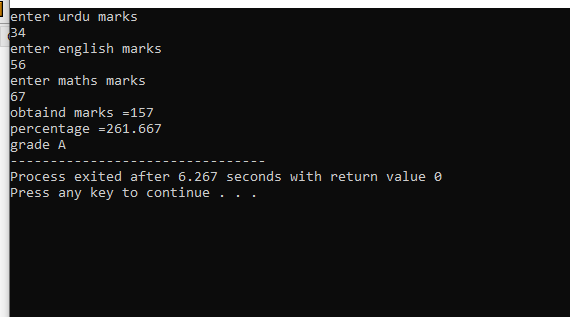 enter urdu marks
34
enter english marks
56
enter maths marks
67
obtaind marks =157
percentage =261.667
grade A
--------------------------------
Process exited after 6.267 seconds with return value 0
Press any key to continue . . .